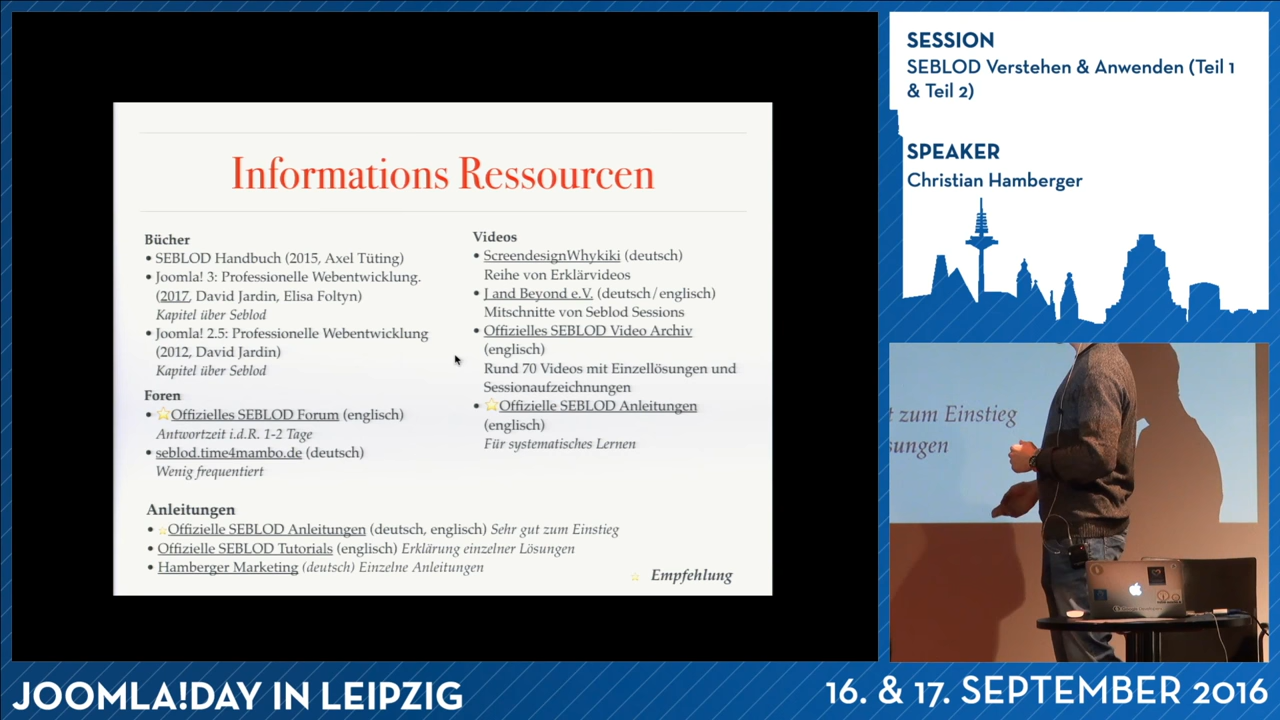 Informations Ressourcen
Bücher
• SEBLOD Handbuch (2015, Axel Tüting)
• Joomla! 3: Professionelle Webentwicklung.
(2017, David Jardin, Elisa Foltyn)
Kapitel über Seblod
• Joomla! 2.5: Professionelle Webentwicklung
(2012, David Jardin)
Kapitel über Seblod
Foren
• Offizielles SEBLOD Forum (englisch)
Antwortzeit i.d.R. 1-2 Tage
• seblod.time4mambo.de (deutsch)
Wenig frequentiert
Videos
• ScreendesignWhykiki (deutsch)
Reihe von Erklärvideos
• J and Beyond e.V. (deutsch/englisch)
Mitschnitte von Seblod Sessions
• Offizielles SEBLOD Video Archiv
(englisch)
Rund 70 Videos mit Einzellösungen und
Sessionaufzeichnungen
• Offizielle SEBLOD Anleitungen
(englisch)
Für systematisches Lernen
Anleitungen
• Offizielle SEBLOD Anleitungen (deutsch, englisch) Sehr gut zum Einstieg
• Offizielle SEBLOD Tutorials (englisch) Erklärung einzelner Lösungen
• Hamberger Marketing (deutsch) Einzelne Anleitungen
Empfehlung
SESSION
SEBLOD Verstehen & Anwenden (Teil 1
& Teil 2)
SPEAKER
Christian Hamberger
t zum Einstieg
sungen
JOOMLA!DAY IN LEIPZIG
16. & 17. SEPTEMBER 2016